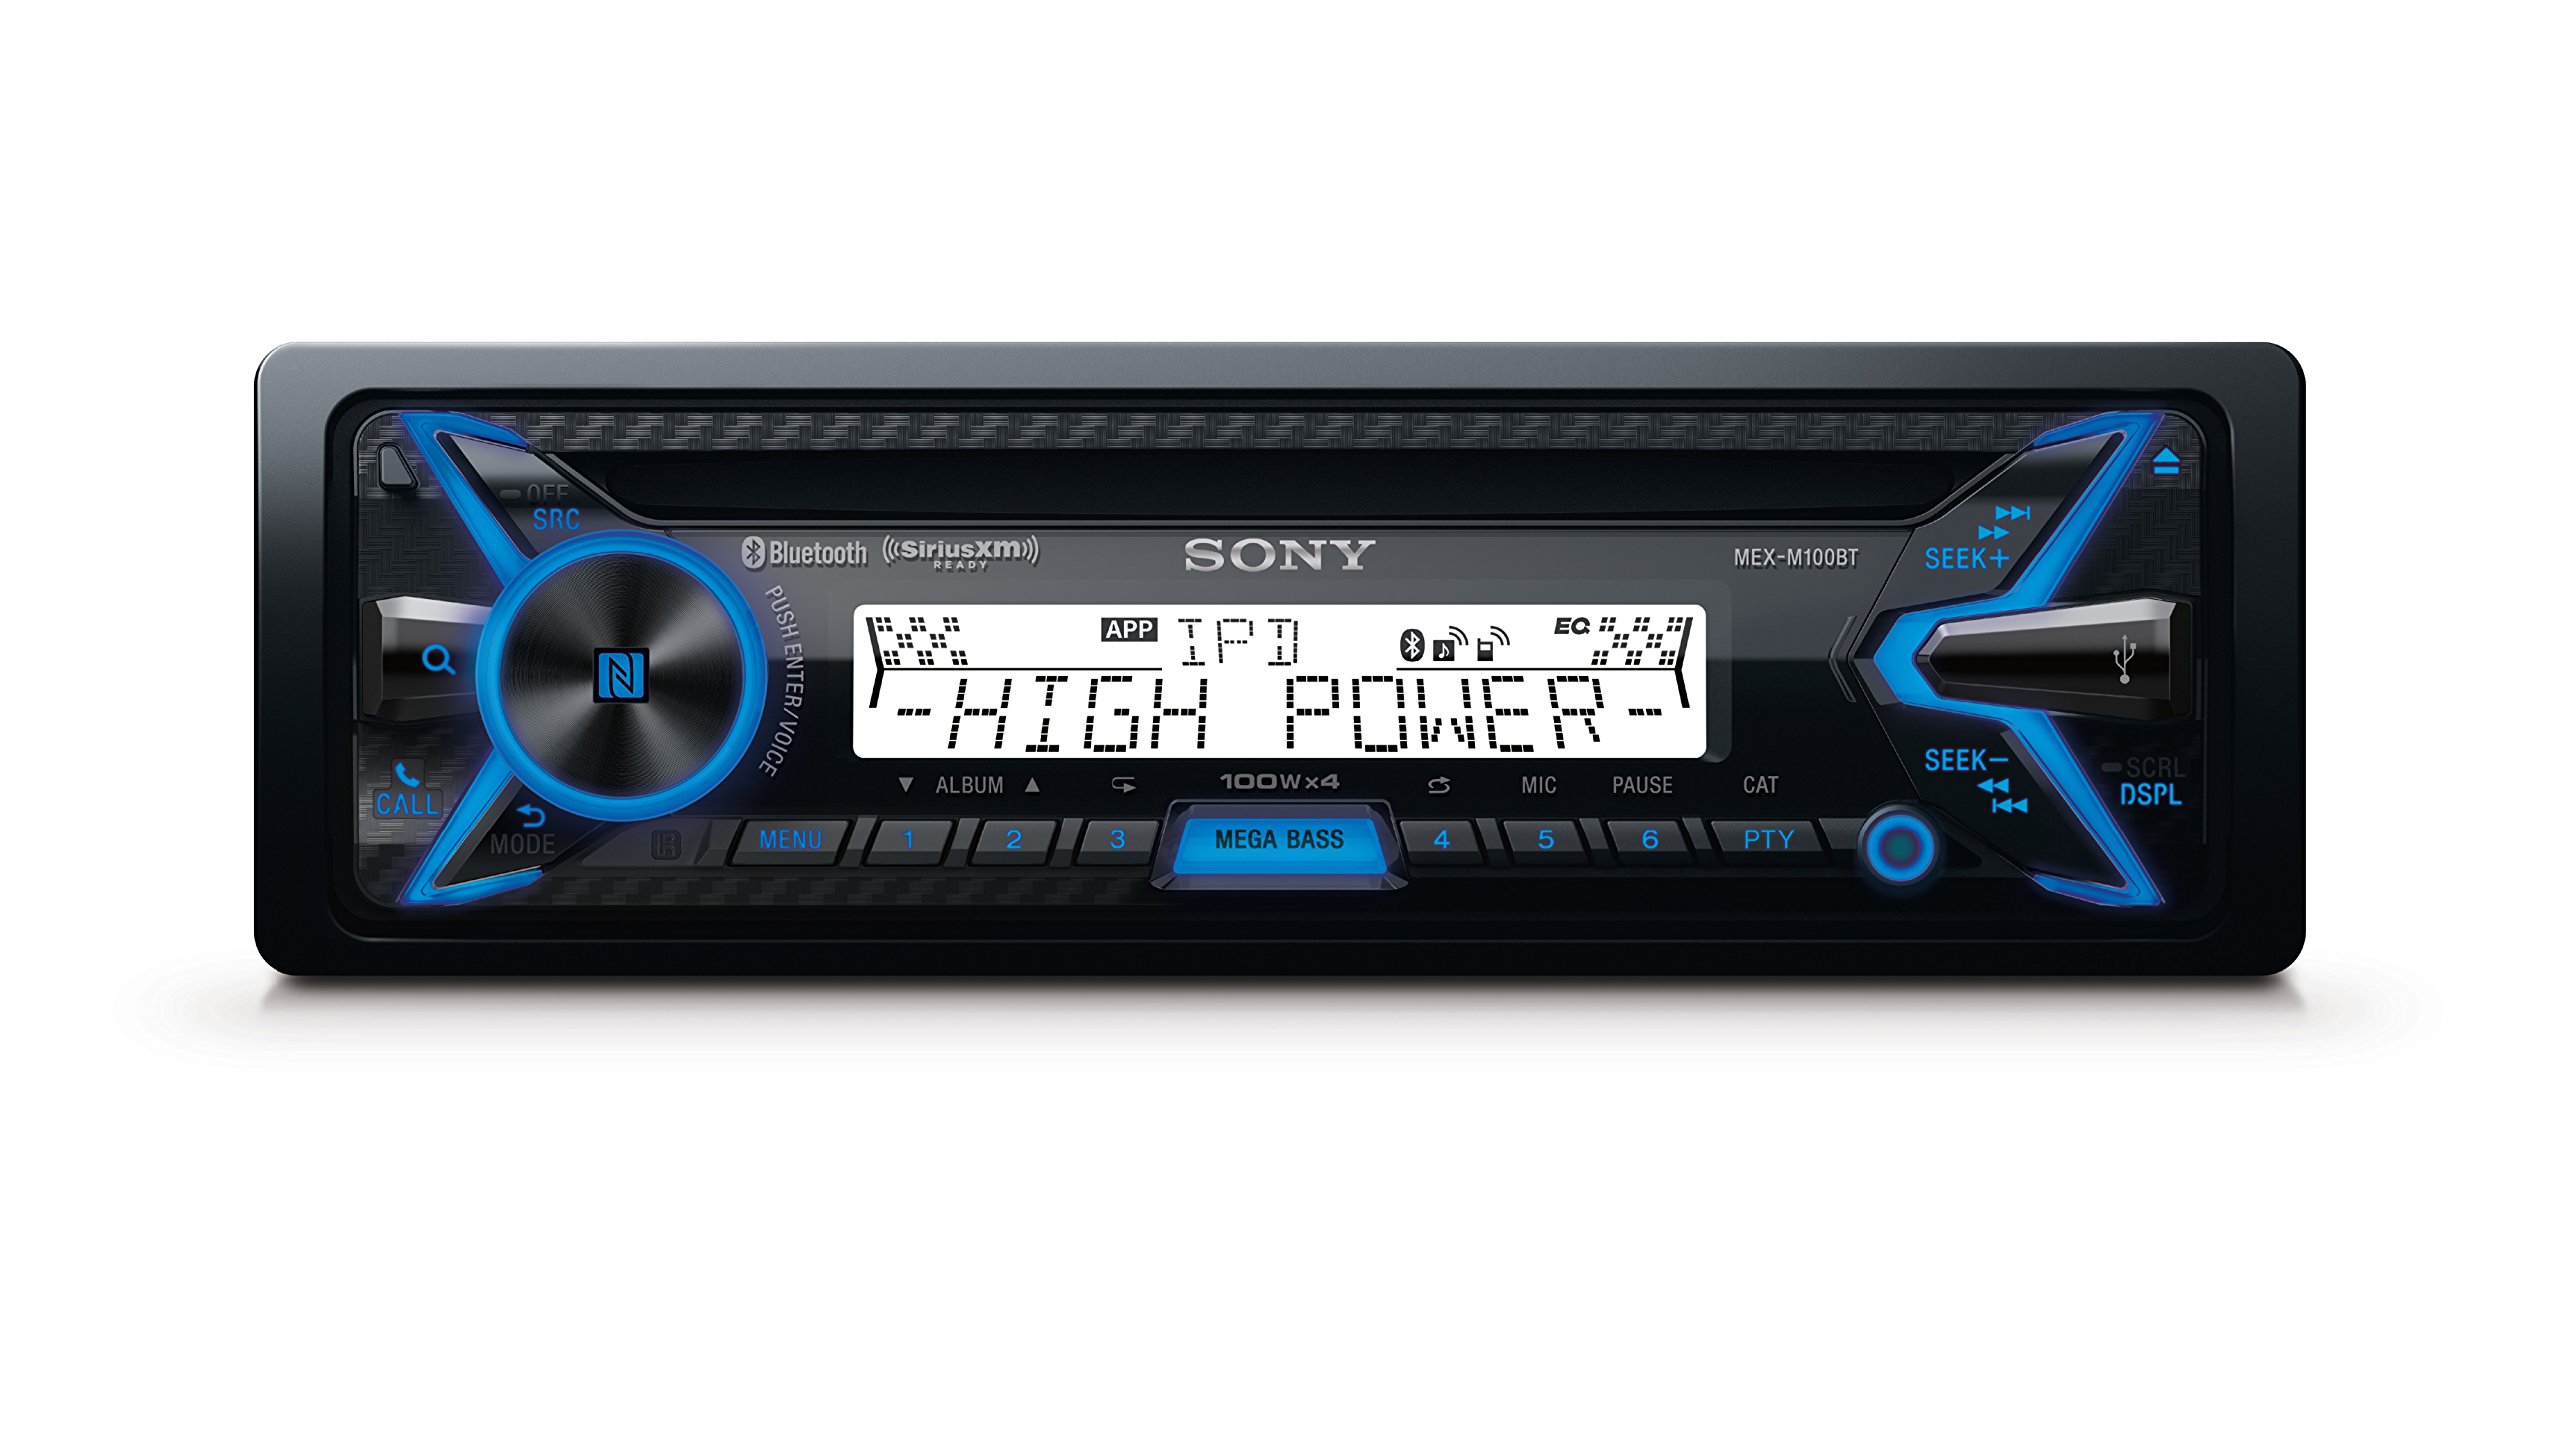 OFF
SRC
Bluetooth
SiriusXM
READY
SONY
MEX-M100BT
SEEK+
PUSH ENTER/VOICE
APP
IPD
EQ
-HIGH POWER-
SEEK−
CALL
MODE
ALBUM
100W×4
MIC
PAUSE
CAT
SCRL
DSPL
MENU
1
2
3
MEGA BASS
4
5
6
PTY